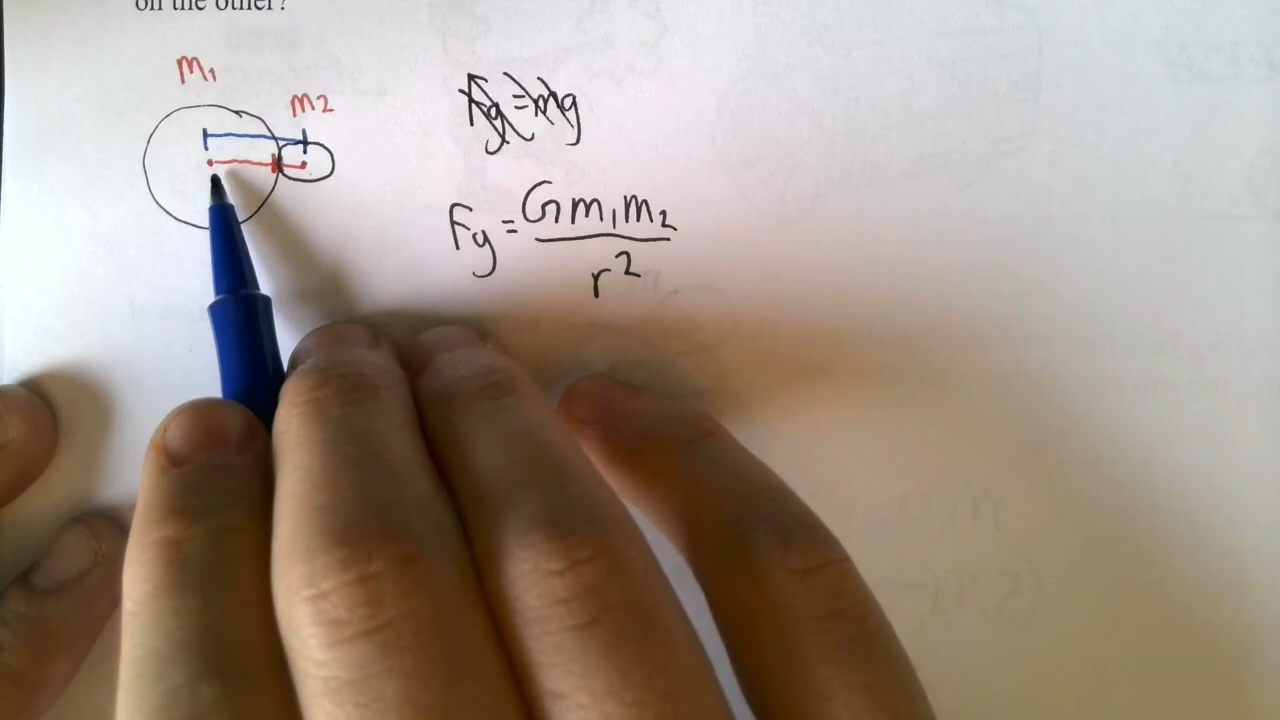 on the other?
m₁
m₂
Fg=mg
Fg = Gm₁m₂
r²